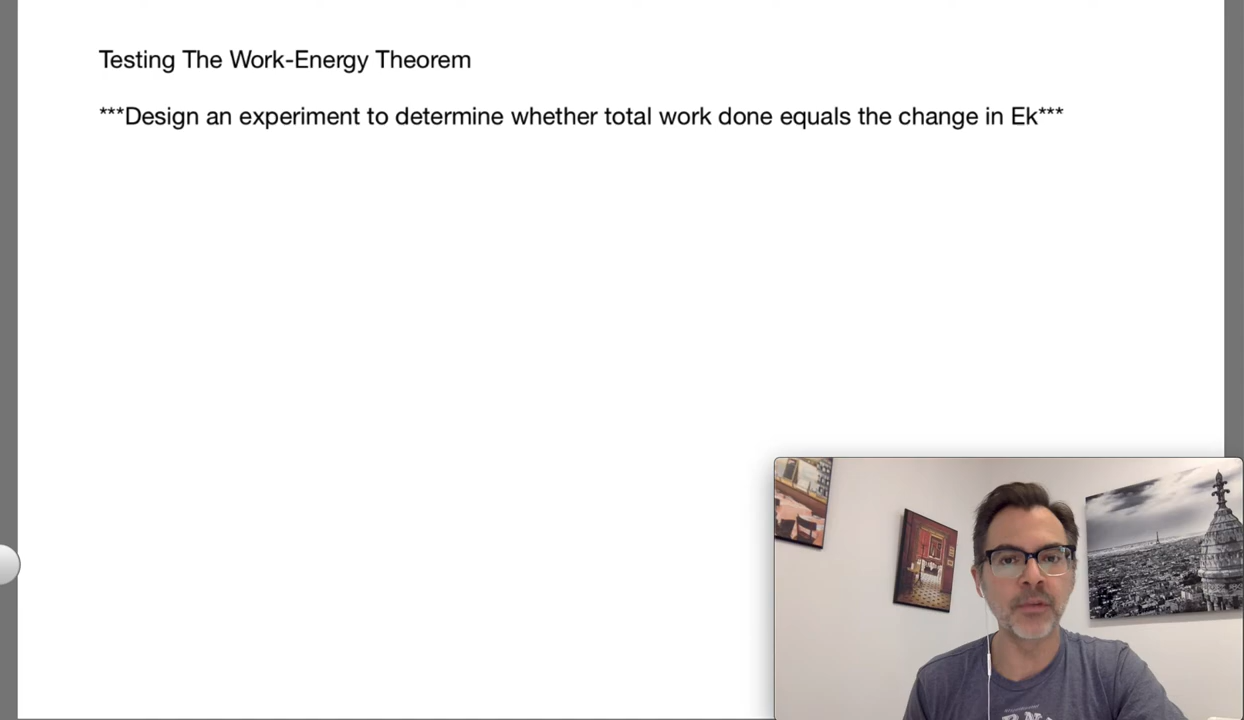 Testing The Work-Energy Theorem
***Design an experiment to determine whether total work done equals the change in Ek***